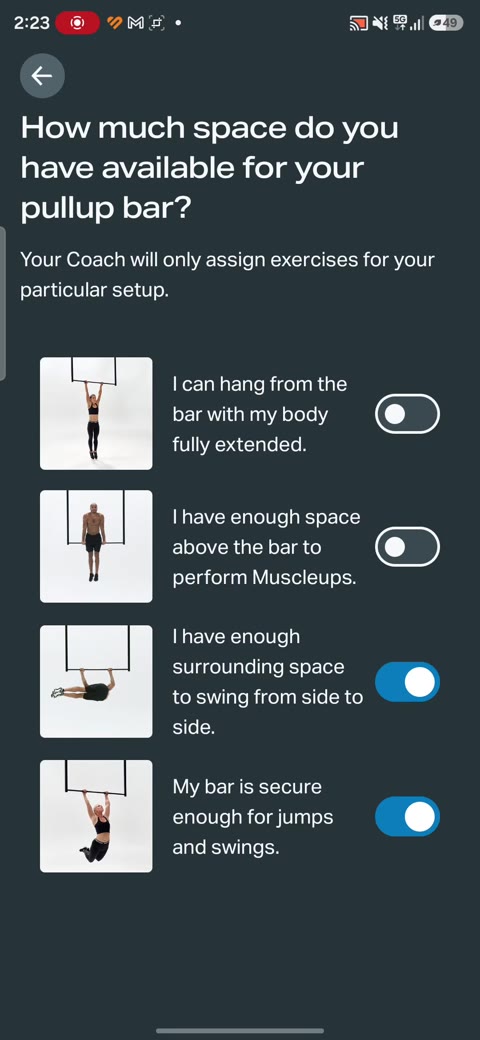 2:23
5G
49
How much space do you
have available for your
pullup bar?
Your Coach will only assign exercises for your
particular setup.
I can hang from the
bar with my body
fully extended.
I have enough space
above the bar to
perform Muscleups.
I have enough
surrounding space
to swing from side to
side.
My bar is secure
enough for jumps
and swings.